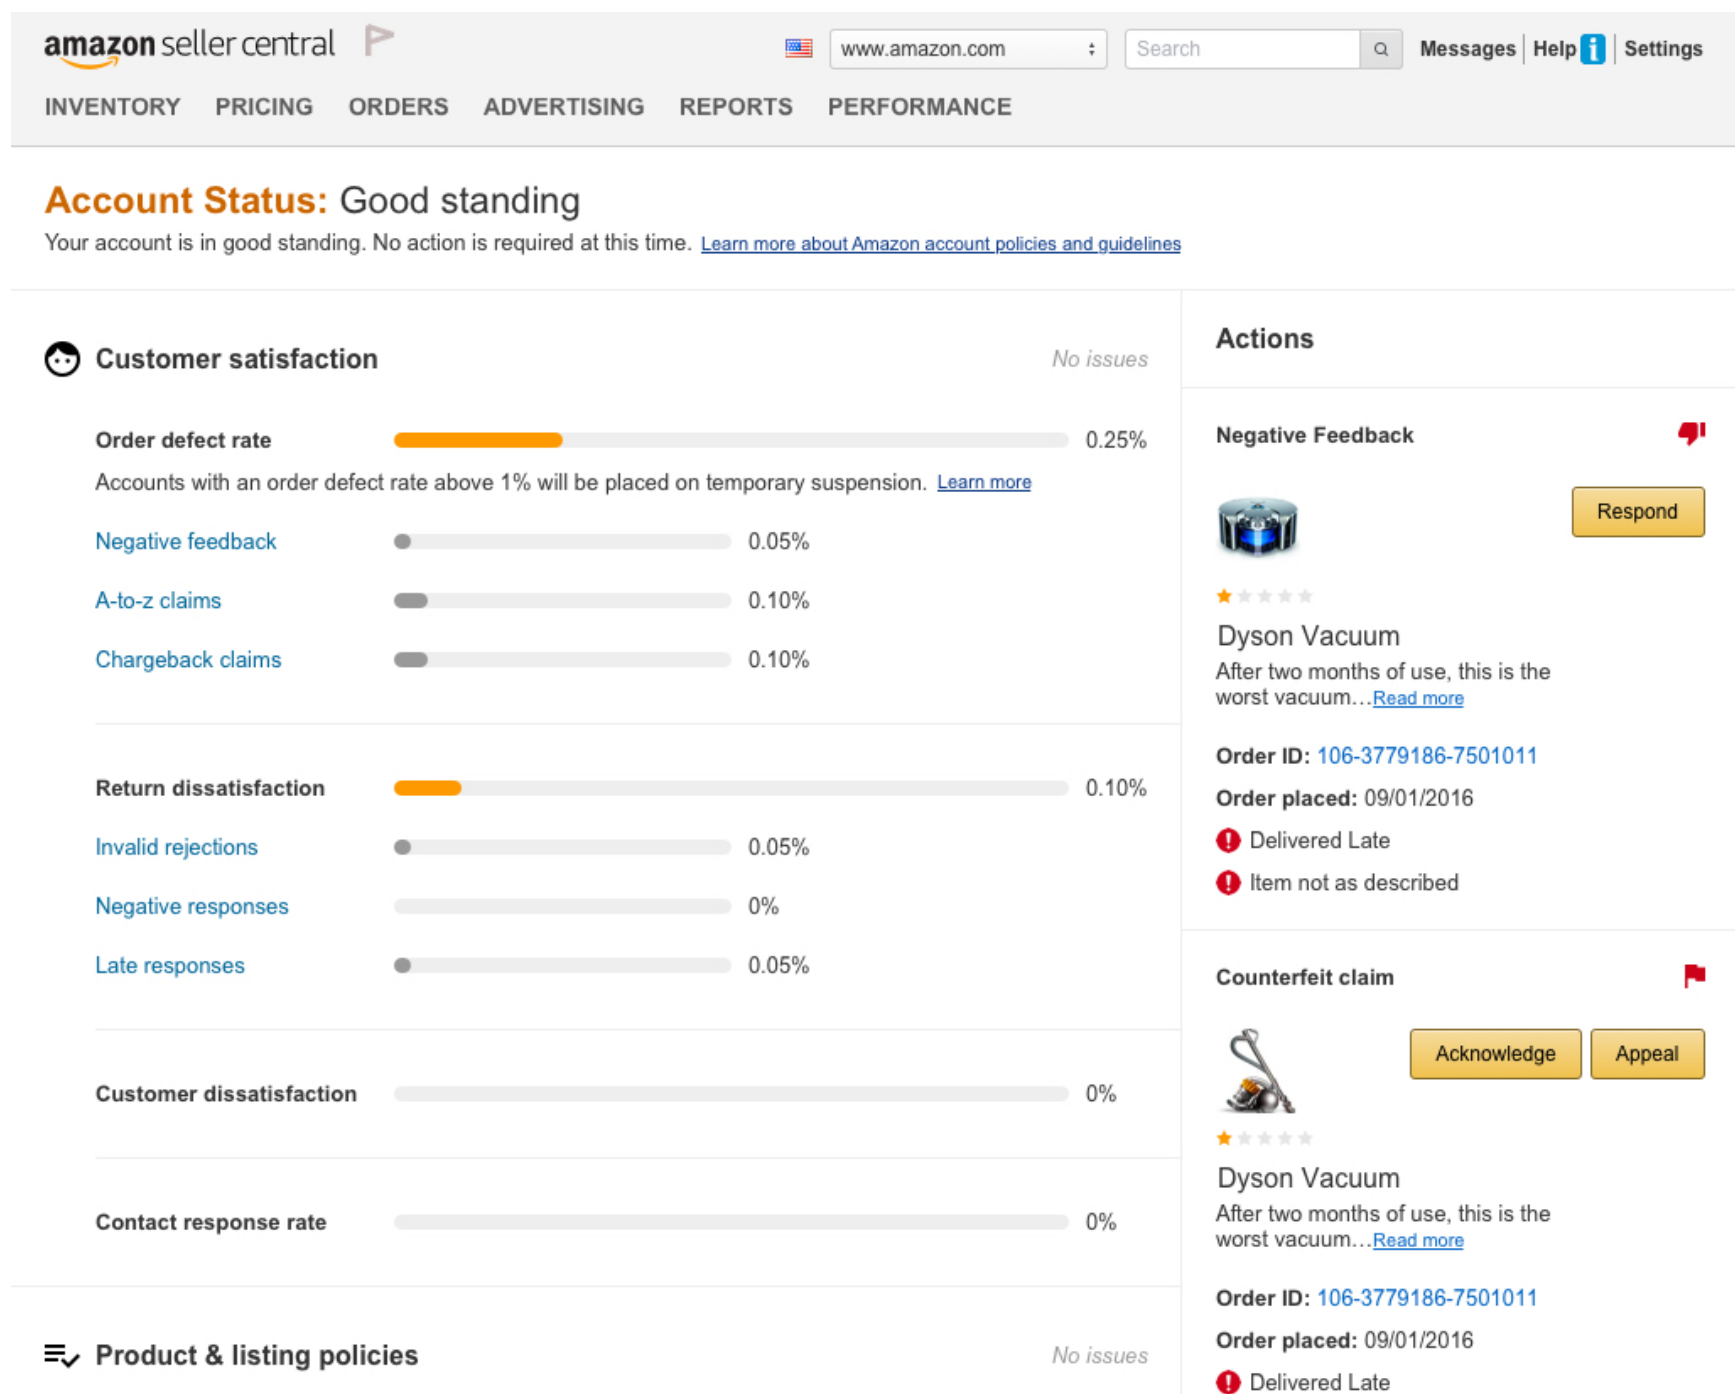 amazon seller central
www.amazon.com
Search
Messages
Help
Settings
INVENTORY PRICING ORDERS ADVERTISING REPORTS PERFORMANCE
Account Status: Good standing
Your account is in good standing. No action is required at this time. Learn more about Amazon account policies and guidelines
Customer satisfaction
No issues
Order defect rate 0.25%
Accounts with an order defect rate above 1% will be placed on temporary suspension. Learn more
Negative feedback 0.05%
A-to-z claims 0.10%
Chargeback claims 0.10%
Return dissatisfaction 0.10%
Invalid rejections 0.05%
Negative responses 0%
Late responses 0.05%
Customer dissatisfaction 0%
Contact response rate 0%
Product & listing policies
No issues
Actions
Negative Feedback
Respond
Dyson Vacuum
After two months of use, this is the
worst vacuum…Read more
Order ID: 106-3779186-7501011
Order placed: 09/01/2016
Delivered Late
Item not as described
Counterfeit claim
Acknowledge
Appeal
Dyson Vacuum
After two months of use, this is the
worst vacuum…Read more
Order ID: 106-3779186-7501011
Order placed: 09/01/2016
Delivered Late